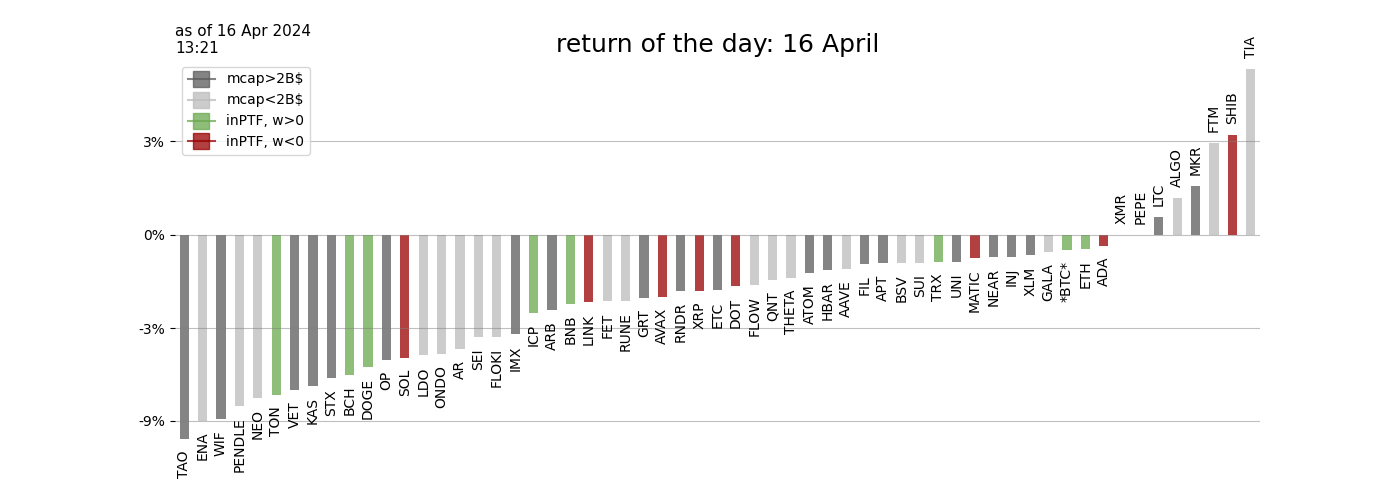 as of 16 Apr 2024
13:21
return of the day: 16 April
mcap>2B$
mcap<2B$
inPTF, w>0
inPTF, w<0
3%
0%
-3%
-9%
TAO
ENA
WIF
PENDLE
NEO
TON
VET
KAS
STX
BCH
DOGE
OP
SOL
LDO
ONDO
AR
SEI
FLOKI
IMX
ICP
ARB
BNB
LINK
FET
RUNE
GRT
AVAX
RNDR
XRP
ETC
DOT
FLOW
QNT
THETA
ATOM
HBAR
AAVE
FIL
APT
BSV
SUI
TRX
UNI
MATIC
NEAR
INJ
XLM
GALA
*BTC*
ETH
ADA
XMR
PEPE
LTC
ALGO
MKR
FTM
SHIB
TIA